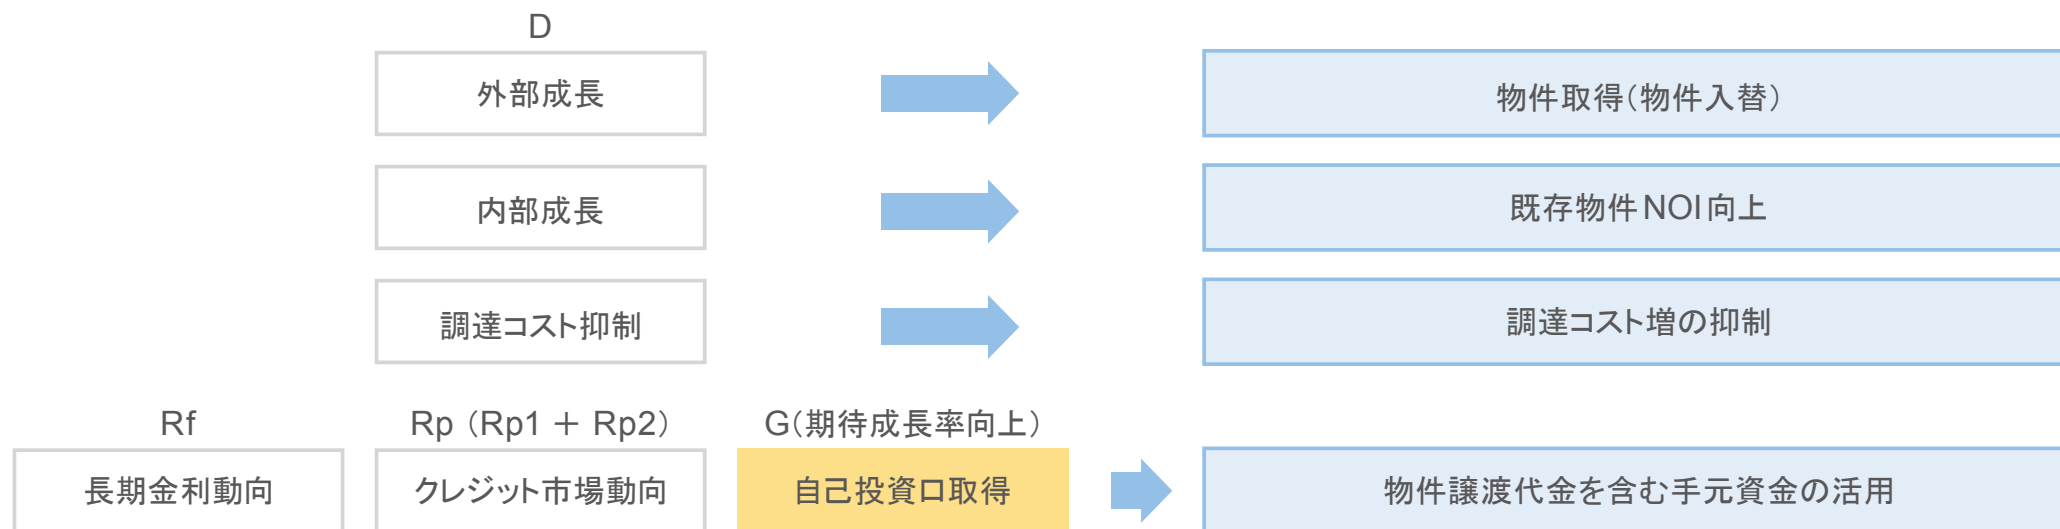 D
外部成長
物件取得(物件入替)
内部成長
既存物件NOI向上
調達コスト抑制
調達コスト増の抑制
Rf
Rp (Rp1 + Rp2)
G(期待成長率向上)
長期金利動向
クレジット市場動向
自己投資口取得
物件譲渡代金を含む手元資金の活用